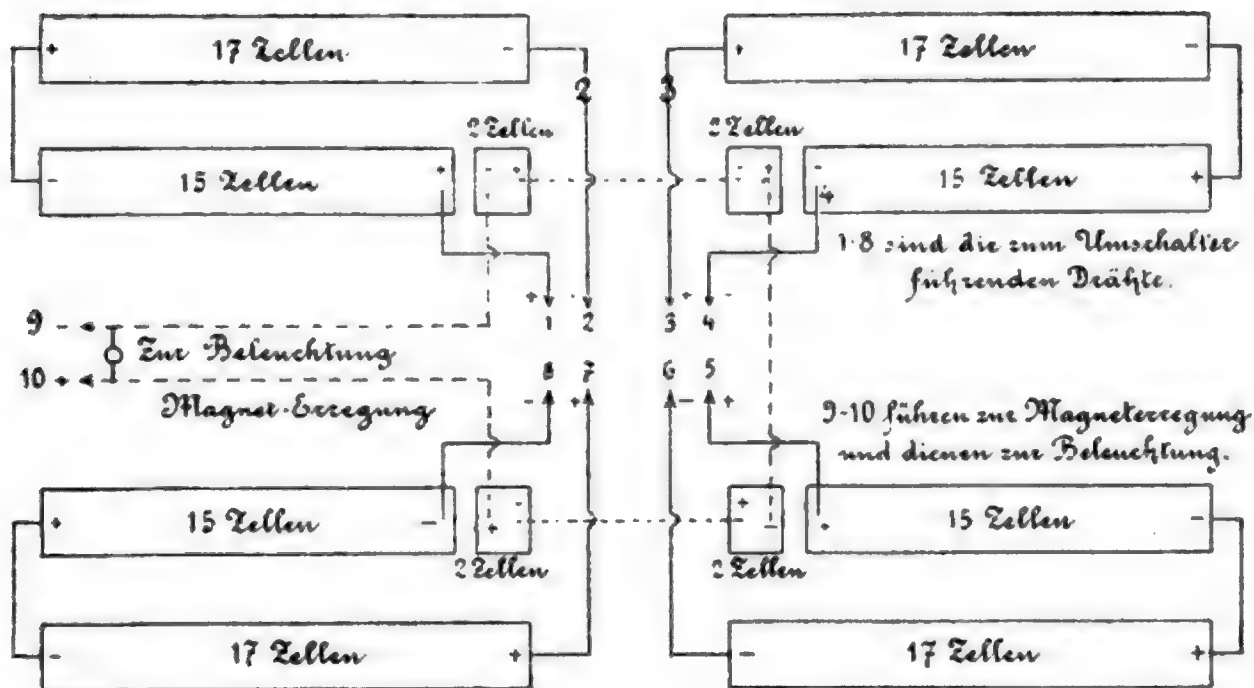 + 17 Zellen - + 17 Zellen -
2 3
2 Zellen 2 Zellen
- 15 Zellen + - + - + - 15 Zellen +
4
1-8 sind die zum Umschalter
führenden Drähte.
+ - + -
1 2 3 4
9
Zur Beleuchtung
10
8 7 6 5
- + - +
Magnet-Erregung
9-10 führen zur Magneterregung
und dienen zur Beleuchtung.
+ 15 Zellen - + - + - + 15 Zellen -
2 Zellen 2 Zellen
- 17 Zellen + - 17 Zellen +